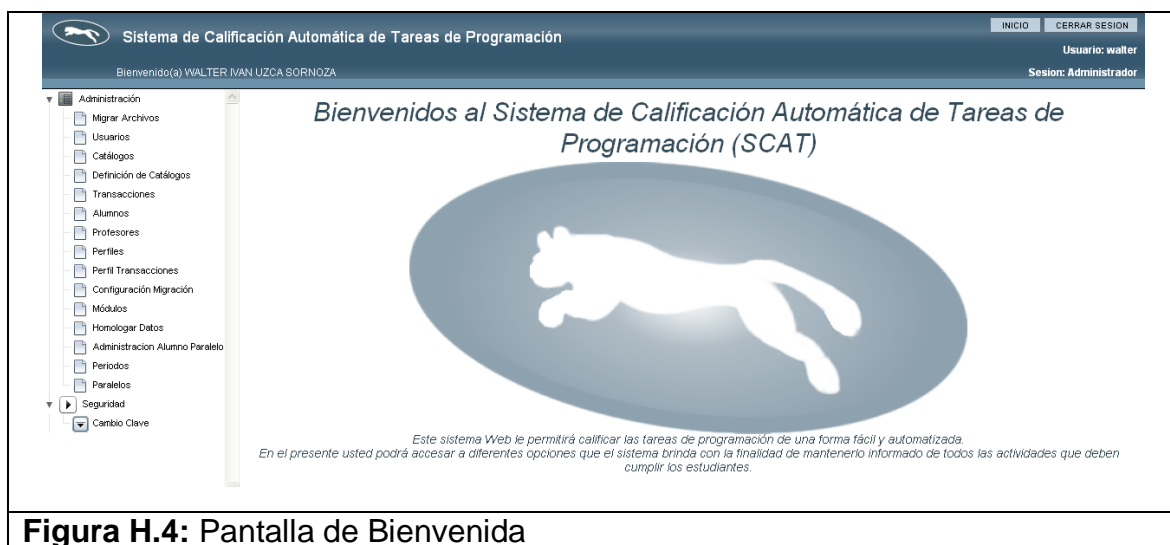 Sistema de Calificación Automática de Tareas de Programación
INICIO
CERRAR SESION
Usuario: walter
Bienvenido(a) WALTER IVAN UZCA SORNOZA
Sesion: Administrador
Administración
Migrar Archivos
Usuarios
Catálogos
Definición de Catálogos
Transacciones
Alumnos
Profesores
Perfiles
Perfil Transacciones
Configuración Migración
Módulos
Homologar Datos
Administracion Alumno Paralelo
Periodos
Paralelos
Seguridad
Cambio Clave
Bienvenidos al Sistema de Calificación Automática de Tareas de
Programación (SCAT)
Este sistema Web le permitirá calificar las tareas de programación de una forma fácil y automatizada.
En el presente usted podrá accesar a diferentes opciones que el sistema brinda con la finalidad de mantenerlo informado de todos las actividades que deben
cumplir los estudiantes.
Figura H.4: Pantalla de Bienvenida